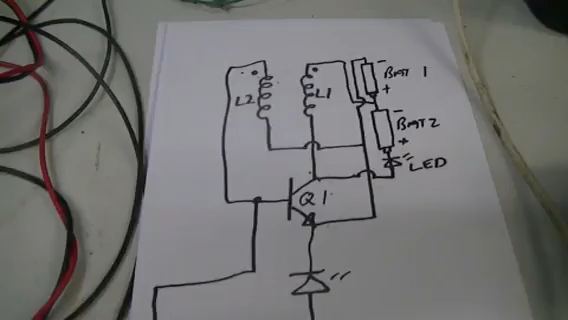 L2
L1
- Batt 1
+
- Batt 2
+
LED
Q1